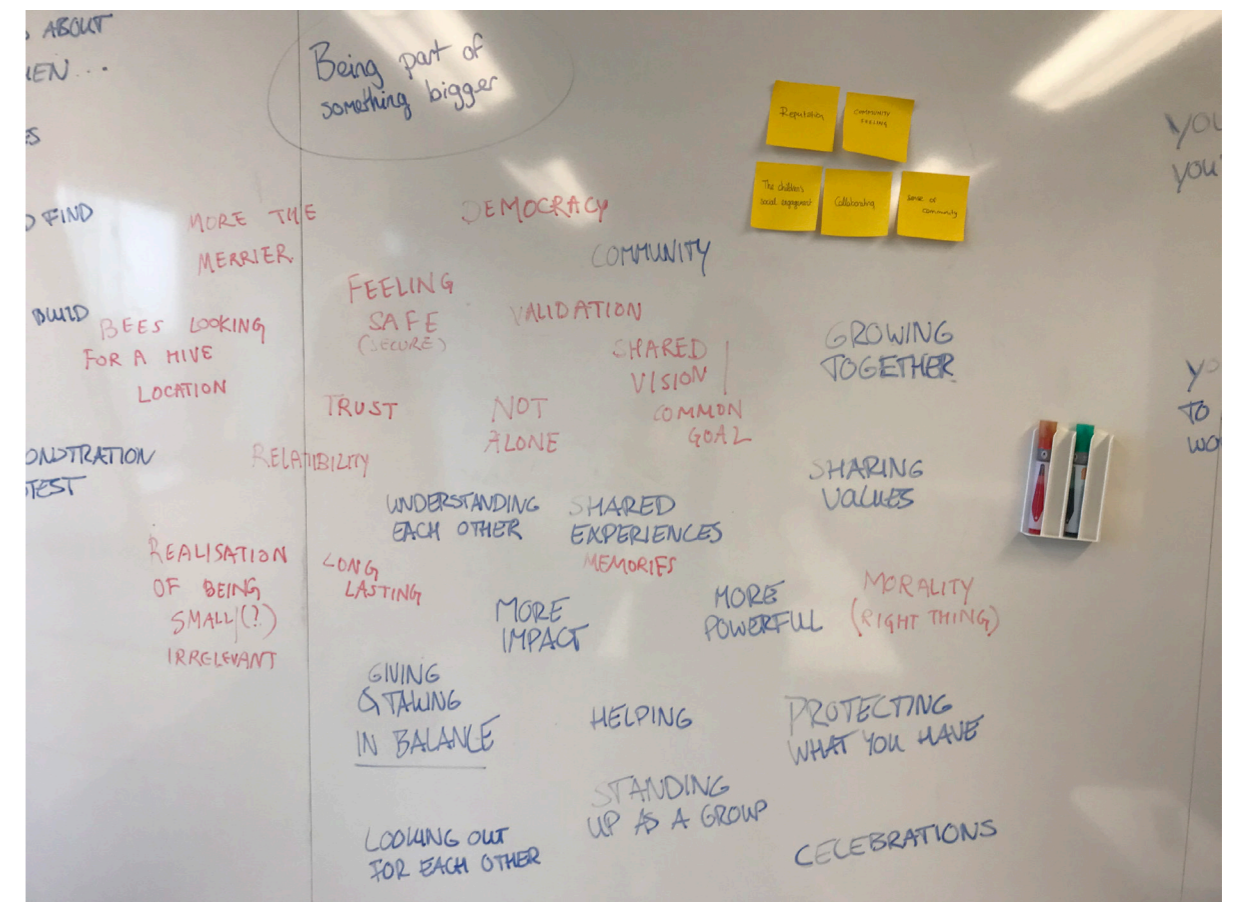 ABOUT
Being part of
something bigger
Reputation
community
feeling
The children's
social engagement
Collaborating
sense of
community
YOU
YOU'
FIND
MORE THE
MERRIER
DEMOCRACY
COMMUNITY
FEELING
SAFE
(SECURE)
VALIDATION
BUILD
BEES LOOKING
FOR A HIVE
LOCATION
SHARED
VISION
COMMON
GOAL
GROWING
TOGETHER
TO
TRUST
NOT
ALONE
RELATIBILITY
SHARING
VALUES
TEST
UNDERSTANDING
EACH OTHER
SHARED
EXPERIENCES
MEMORIES
REALISATION
OF BEING
SMALL/(?)
IRRELEVANT
LONG
LASTING
MORE
IMPACT
MORE
POWERFUL
MORALITY
(RIGHT THING)
GIVING
& TAKING
IN BALANCE
HELPING
PROTECTING
WHAT YOU HAVE
STANDING
UP AS A GROUP
LOOKING OUT
FOR EACH OTHER
CELEBRATIONS